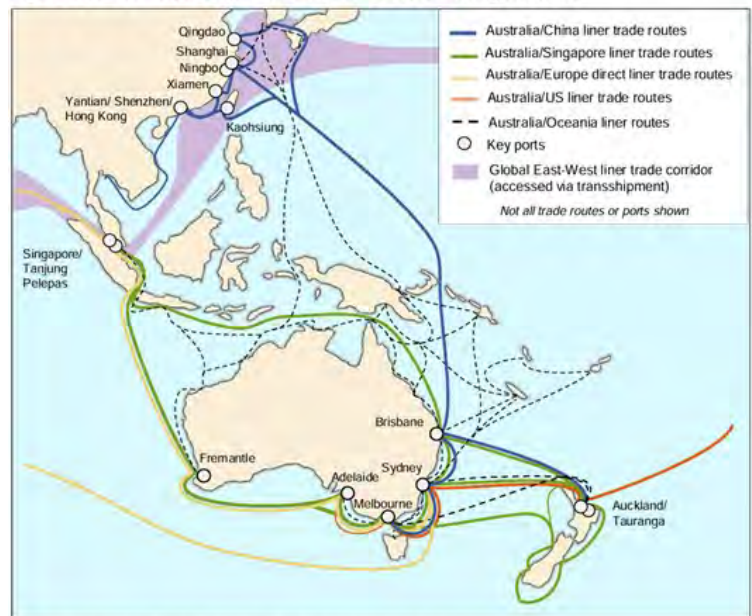 Qingdao
Shanghai
Ningbo
Xiamen
Yantian/ Shenzhen/
Hong Kong
Kaohsiung
Australia/China liner trade routes
Australia/Singapore liner trade routes
Australia/Europe direct liner trade routes
Australia/US liner trade routes
Australia/Oceania liner routes
Key ports
Global East-West liner trade corridor
(accessed via transshipment)
Not all trade routes or ports shown
Singapore/
Tanjung
Pelepas
Brisbane
Fremantle
Adelaide
Sydney
Melbourne
Auckland/
Tauranga